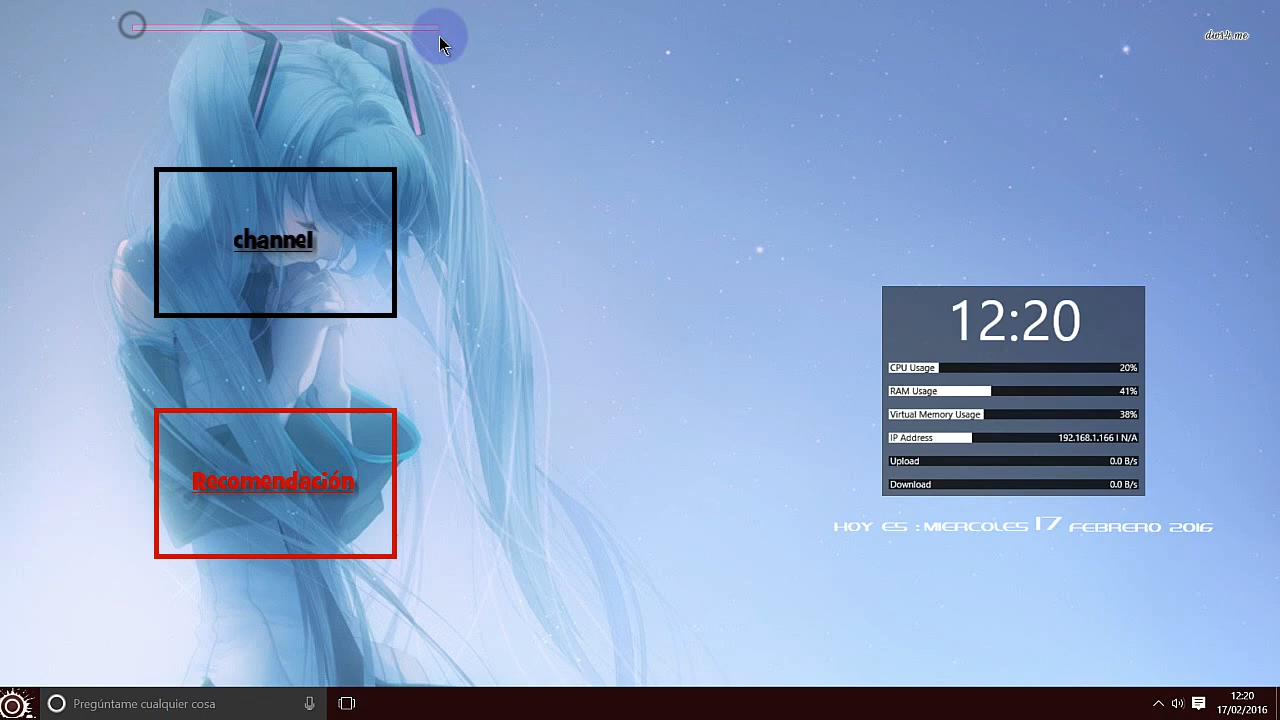 dws4.me
channel
12:20
CPU Usage 20%
RAM Usage 41%
Virtual Memory Usage 38%
IP Address 192.168.1.166 | N/A
Upload 0.0 B/s
Download 0.0 B/s
Recomendación
HOY ES : MIERCOLES 17 FEBRERO 2016
Pregúntame cualquier cosa
12:20
17/02/2016